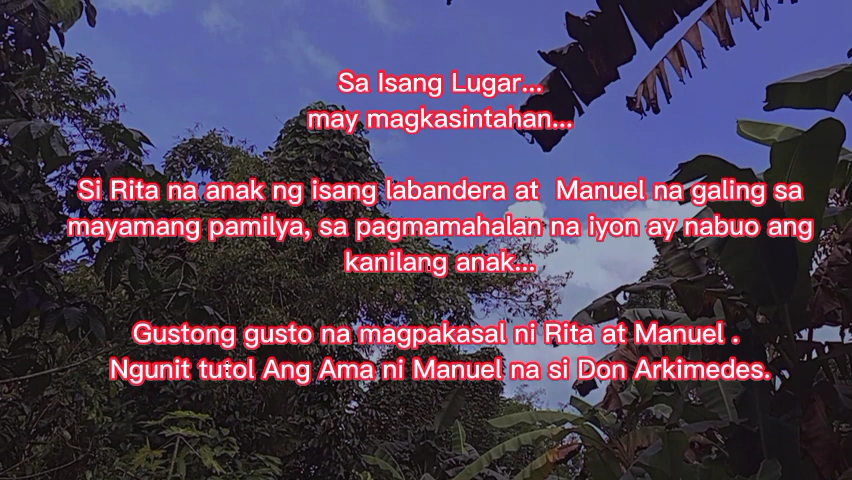 Sa Isang Lugar...
may magkasintahan...
Si Rita na anak ng isang labandera at Manuel na galing sa
mayamang pamilya, sa pagmamahalan na iyon ay nabuo ang
kanilang anak...
Gustong gusto na magpakasal ni Rita at Manuel .
Ngunit tutol Ang Ama ni Manuel na si Don Arkimedes.